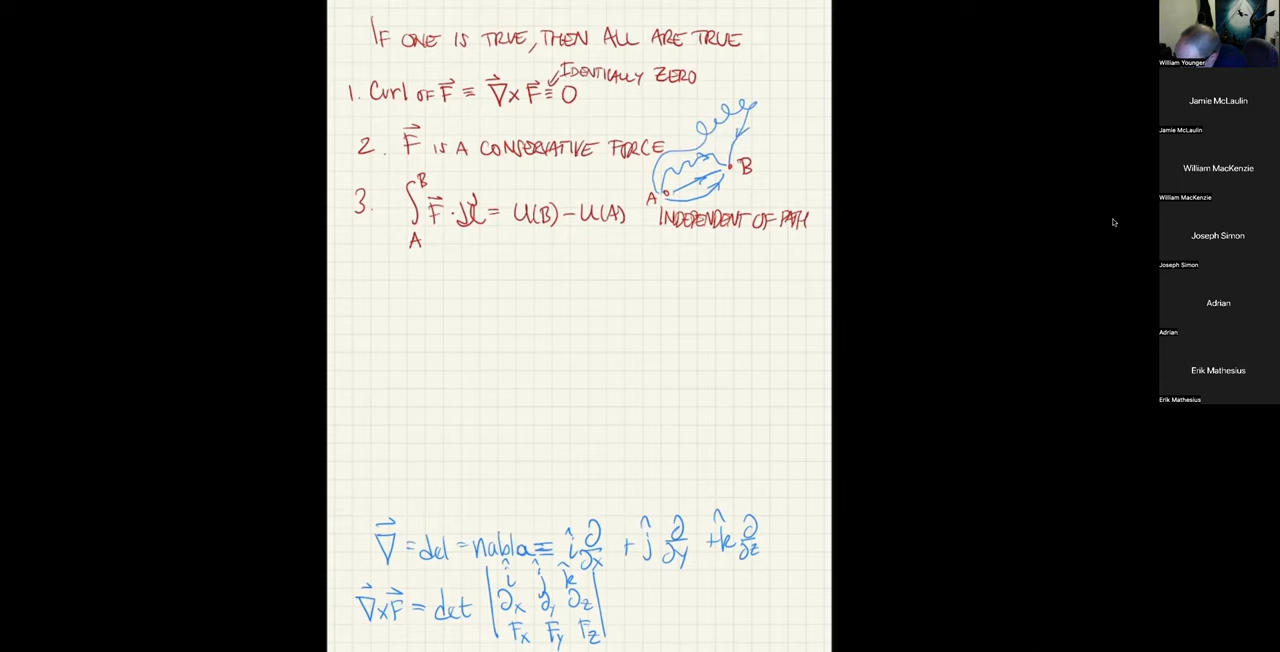 IF ONE IS TRUE, THEN ALL ARE TRUE
IDENTICALLY ZERO
1. Curl OF F⃗ ≡ ∇⃗×F⃗ ≡ 0
2. F⃗ IS A CONSERVATIVE FORCE
B
A
3. ∫_A^B F⃗·dl⃗ = U(B) – U(A) INDEPENDENT OF PATH
∇⃗ = del = nabla ≡ î ∂/∂x + ĵ ∂/∂y + k̂ ∂/∂z
∇⃗×F⃗ = det | î ĵ k̂
∂x ∂y ∂z
Fx Fy Fz |
William Younger
Jamie McLaulin
Jamie McLaulin
William MacKenzie
William MacKenzie
Joseph Simon
Joseph Simon
Adrian
Adrian
Erik Mathesius
Erik Mathesius